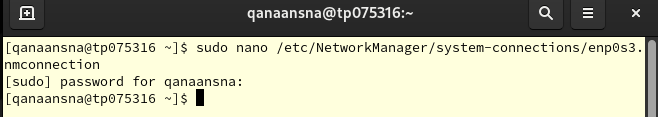 qanaansna@tp075316:~
[qanaansna@tp075316 ~]$ sudo nano /etc/NetworkManager/system-connections/enp0s3.
nmconnection
[sudo] password for qanaansna:
[qanaansna@tp075316 ~]$